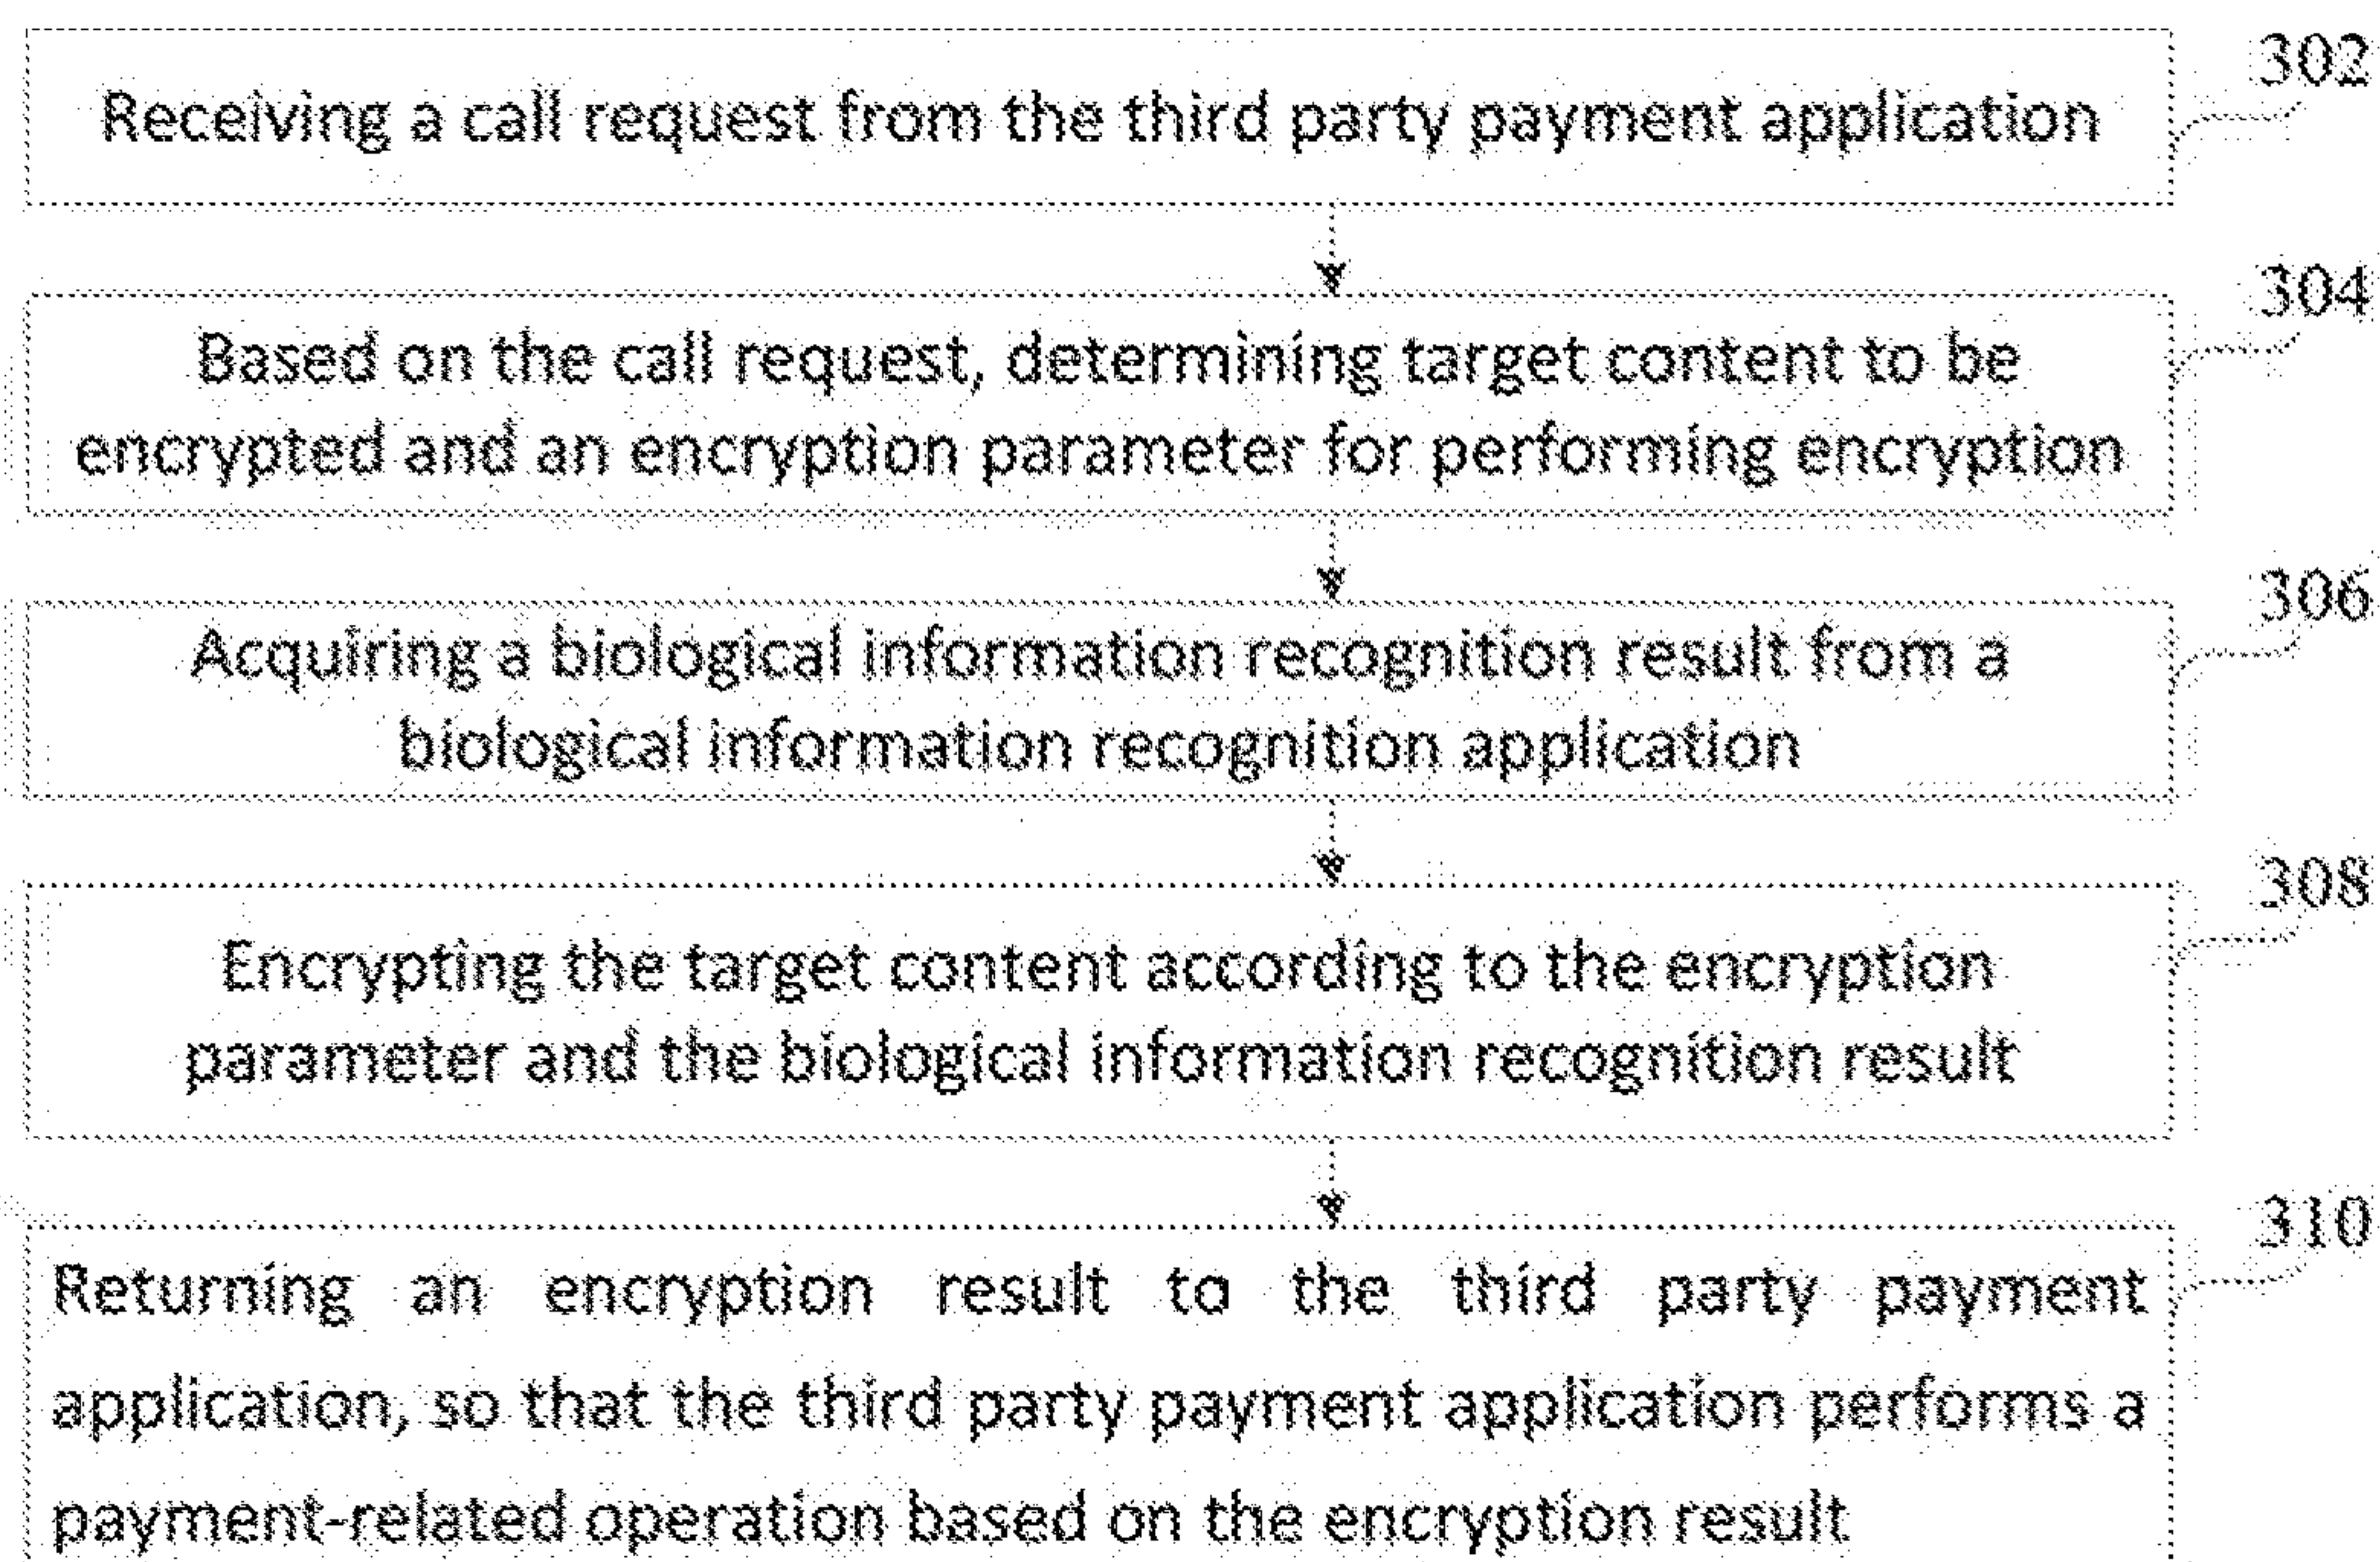 302
Receiving a call request from the third party payment application
304
Based on the call request, determining target content to be
encrypted and an encryption parameter for performing encryption
306
Acquiring a biological information recognition result from a
biological information recognition application
308
Encrypting the target content according to the encryption
parameter and the biological information recognition result
310
Returning an encryption result to the third party payment
application, so that the third party payment application performs a
payment-related operation based on the encryption result